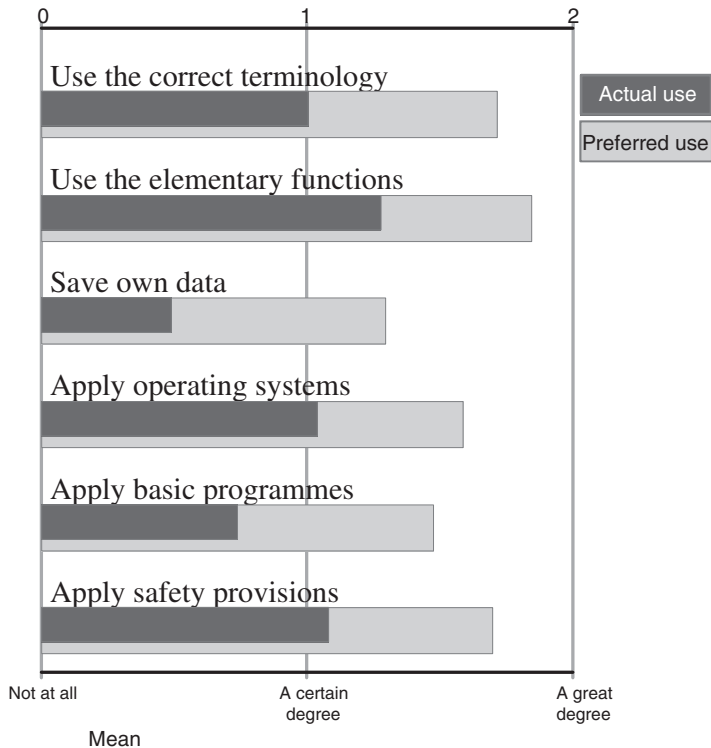 0 1 2
Use the correct terminology
Actual use
Preferred use
Use the elementary functions
Save own data
Apply operating systems
Apply basic programmes
Apply safety provisions
Not at all
A certain
degree
A great
degree
Mean